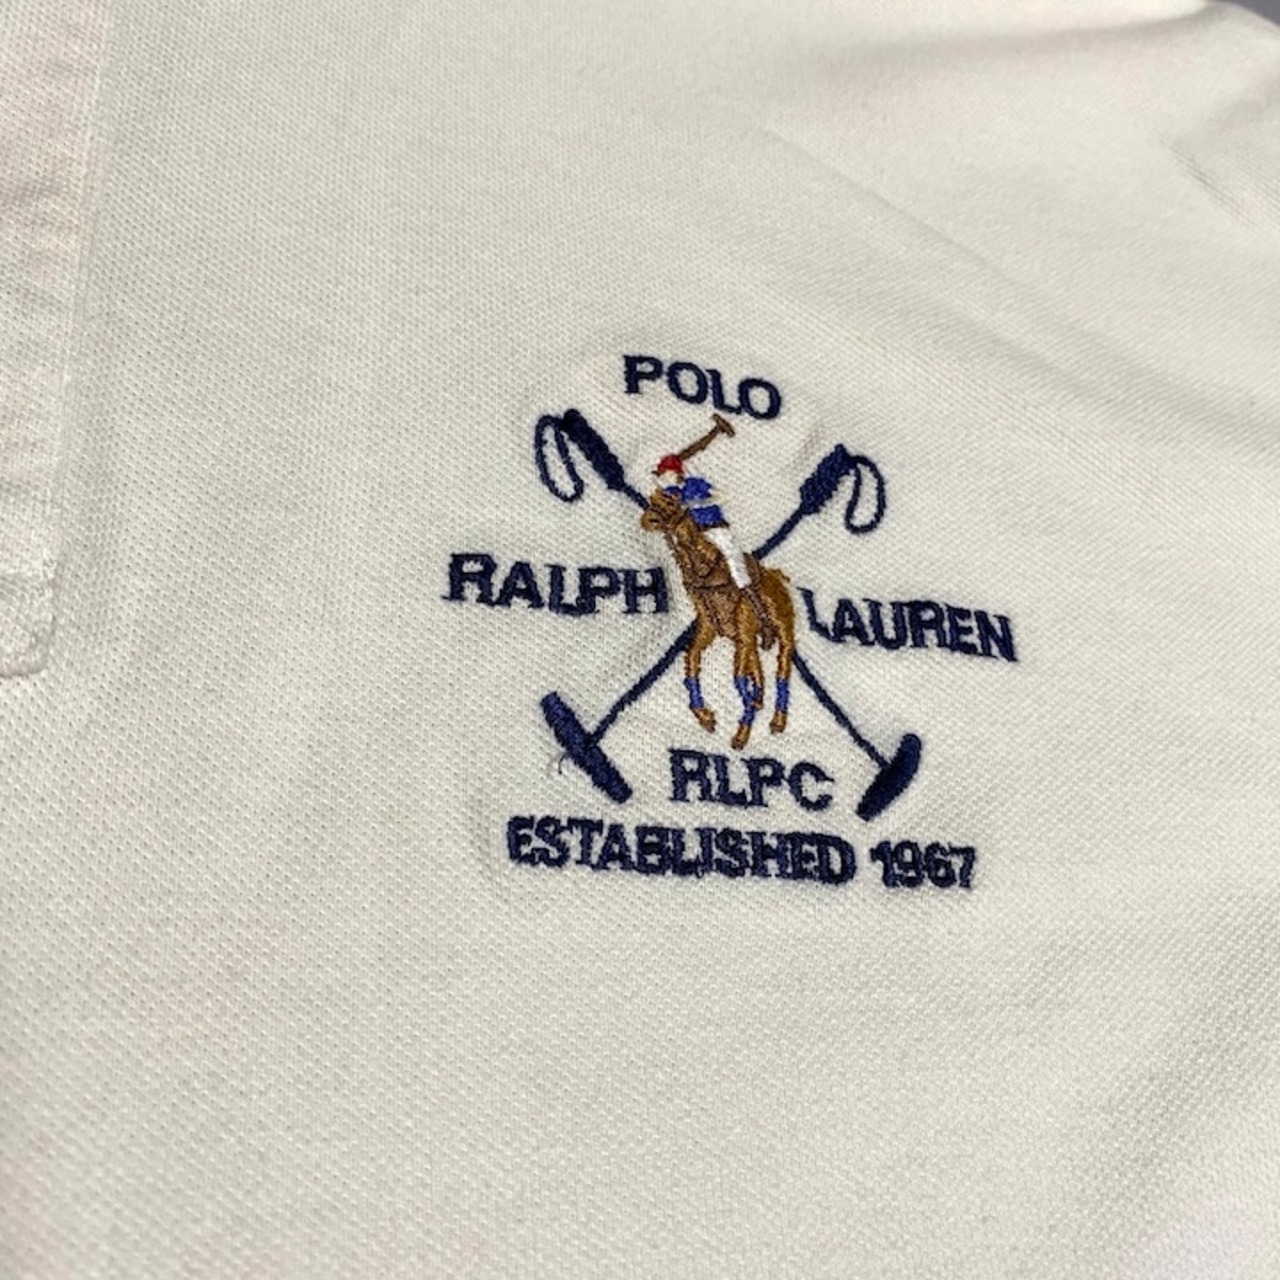 POLO
RALPH LAUREN
RLPC
ESTABLISHED 1967